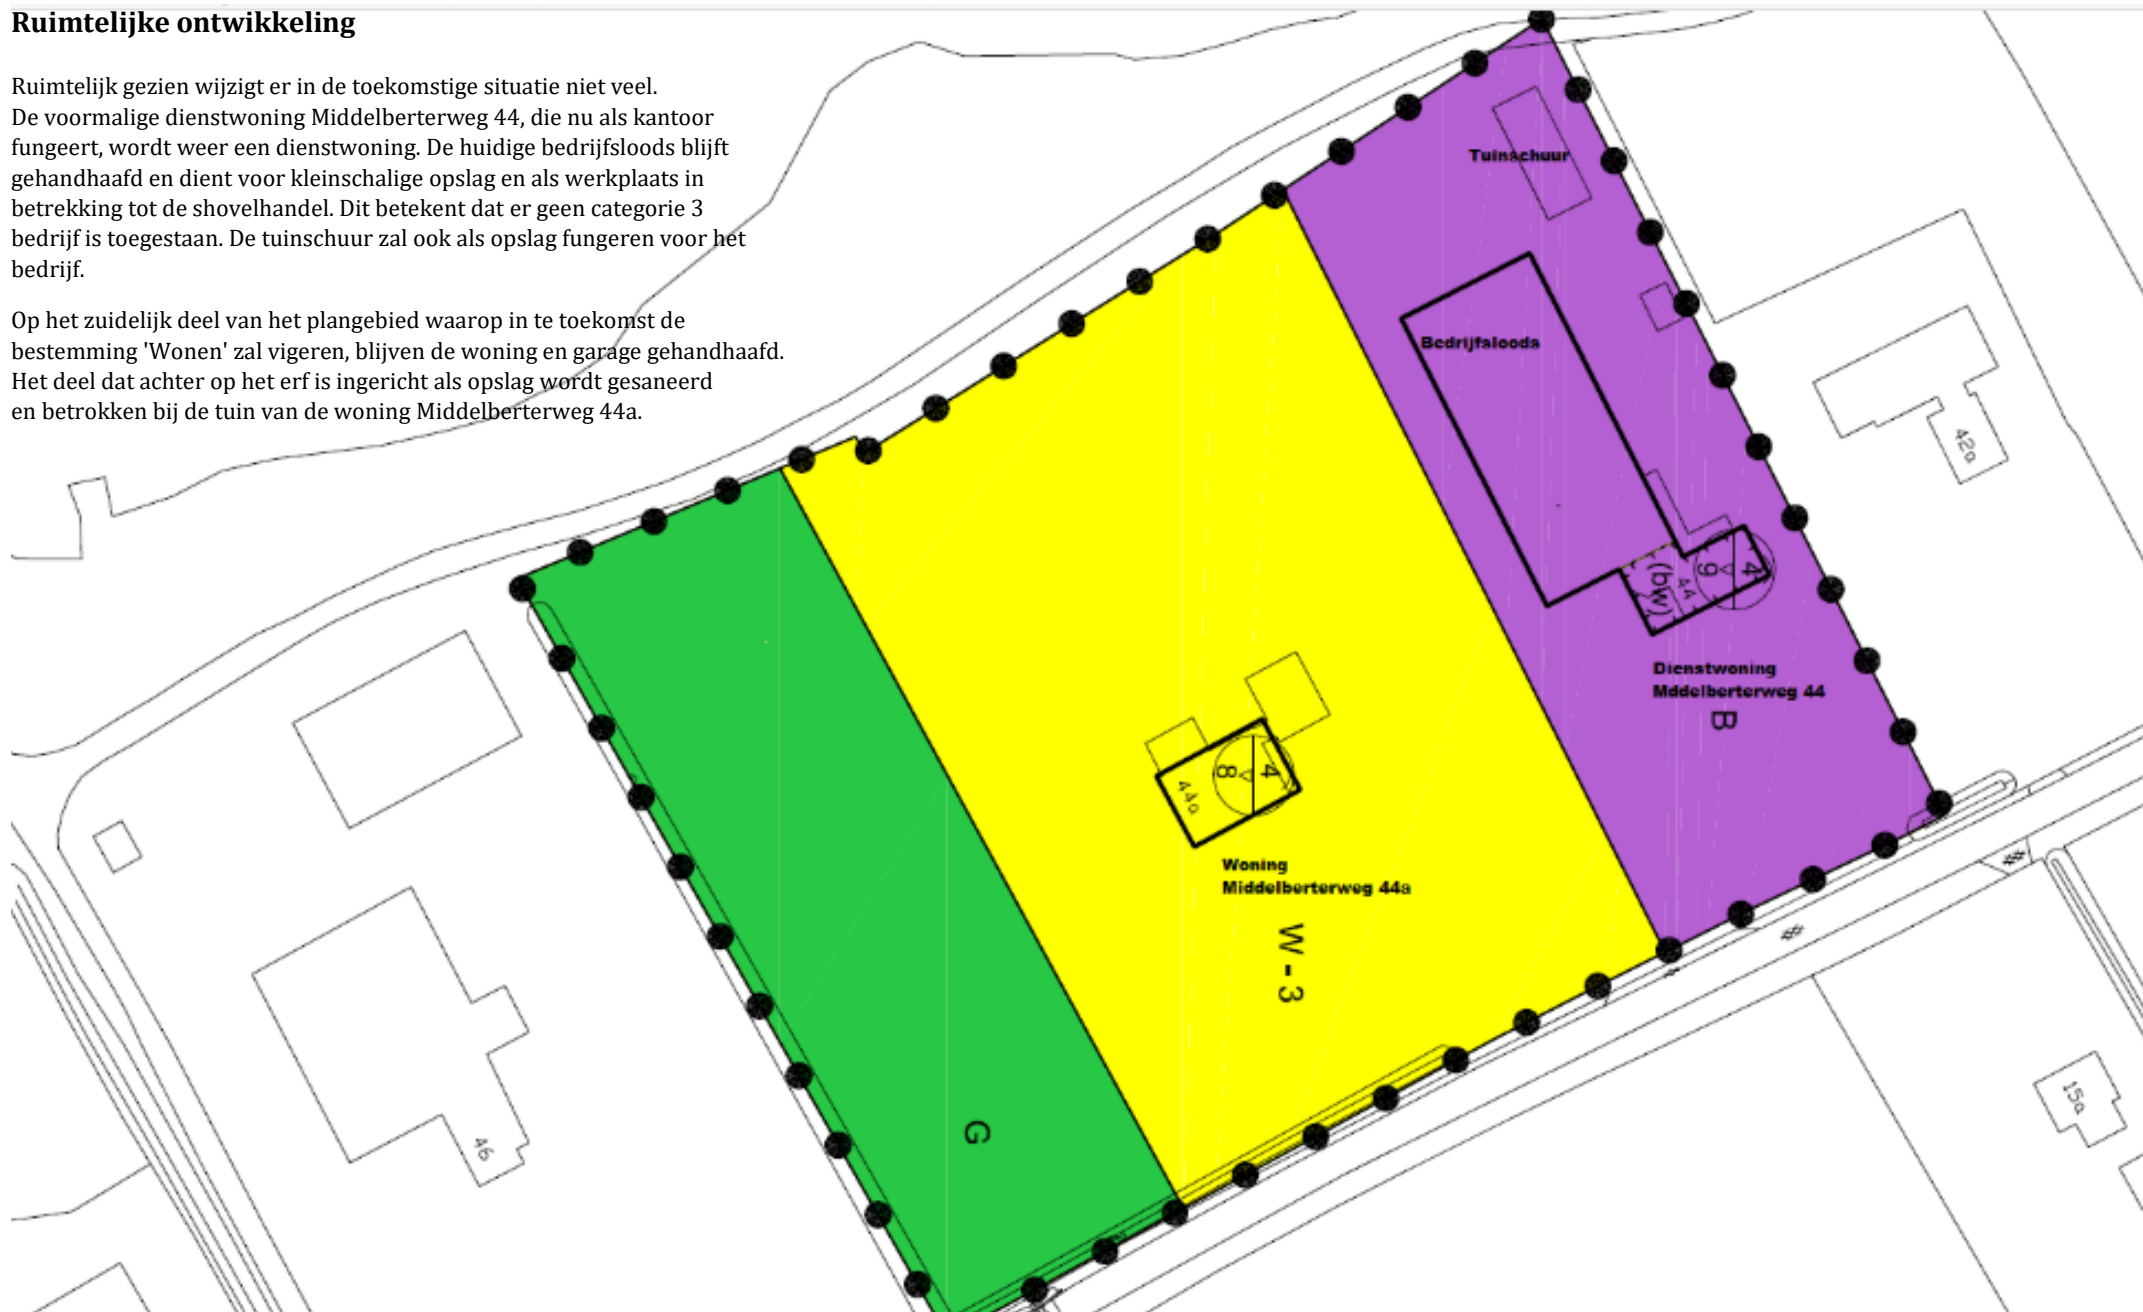 Ruimtelijke ontwikkeling
Ruimtelijk gezien wijzigt er in de toekomstige situatie niet veel.
De voormalige dienstwoning Middelberterweg 44, die nu als kantoor
fungeert, wordt weer een dienstwoning. De huidige bedrijfsloods blijft
gehandhaafd en dient voor kleinschalige opslag en als werkplaats in
betrekking tot de shovelhandel. Dit betekent dat er geen categorie 3
bedrijf is toegestaan. De tuinschuur zal ook als opslag fungeren voor het
bedrijf.
Op het zuidelijk deel van het plangebied waarop in te toekomst de
bestemming 'Wonen' zal vigeren, blijven de woning en garage gehandhaafd.
Het deel dat achter op het erf is ingericht als opslag wordt gesaneerd
en betrokken bij de tuin van de woning Middelberterweg 44a.
Tuinschuur
Bedrijfsloods
42a
(bw)
44
4
9
Dienstwoning
Mddelberterweg 44
B
4
8
44a
Woning
Middelberterweg 44a
W - 3
G
46
15a